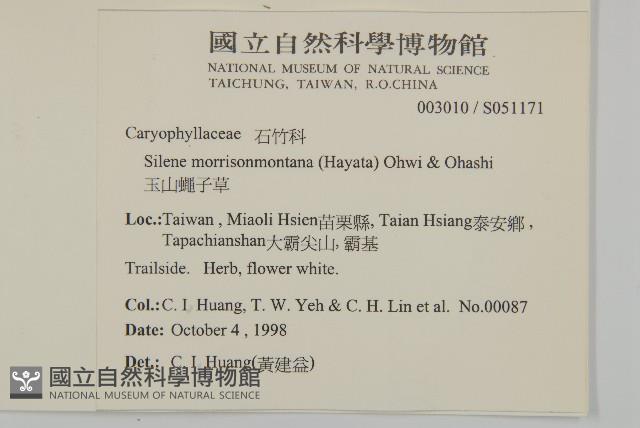 國立自然科學博物館
NATIONAL MUSEUM OF NATURAL SCIENCE
TAICHUNG, TAIWAN, R.O.CHINA
003010 / S051171
Caryophyllaceae 石竹科
Silene morrisonmontana (Hayata) Ohwi & Ohashi
玉山蠅子草
Loc.:Taiwan , Miaoli Hsien苗栗縣, Taian Hsiang泰安鄉 ,
Tapachianshan大霸尖山, 霸基
Trailside. Herb, flower white.
Col.: C. I. Huang, T. W. Yeh & C. H. Lin et al. No.00087
Date: October 4 , 1998
Det.: C. I. Huang(黃建益)
國立自然科學博物館
NATIONAL MUSEUM OF NATURAL SCIENCE